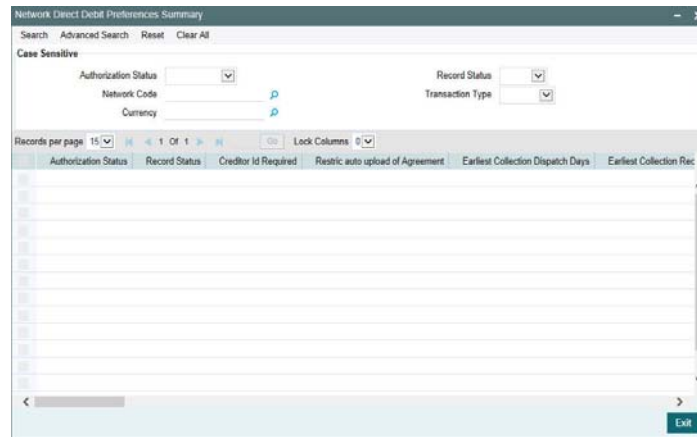 Network Direct Debit Preferences Summary
Search Advanced Search Reset Clear All
Case Sensitive
Authorization Status Record Status
Network Code Transaction Type
Currency
Records per page 15 1 Of 1 Go Lock Columns 0
Authorization Status Record Status Creditor Id Required Restric auto upload of Agreement Earliest Collection Dispatch Days Earliest Collection Rec
Exit